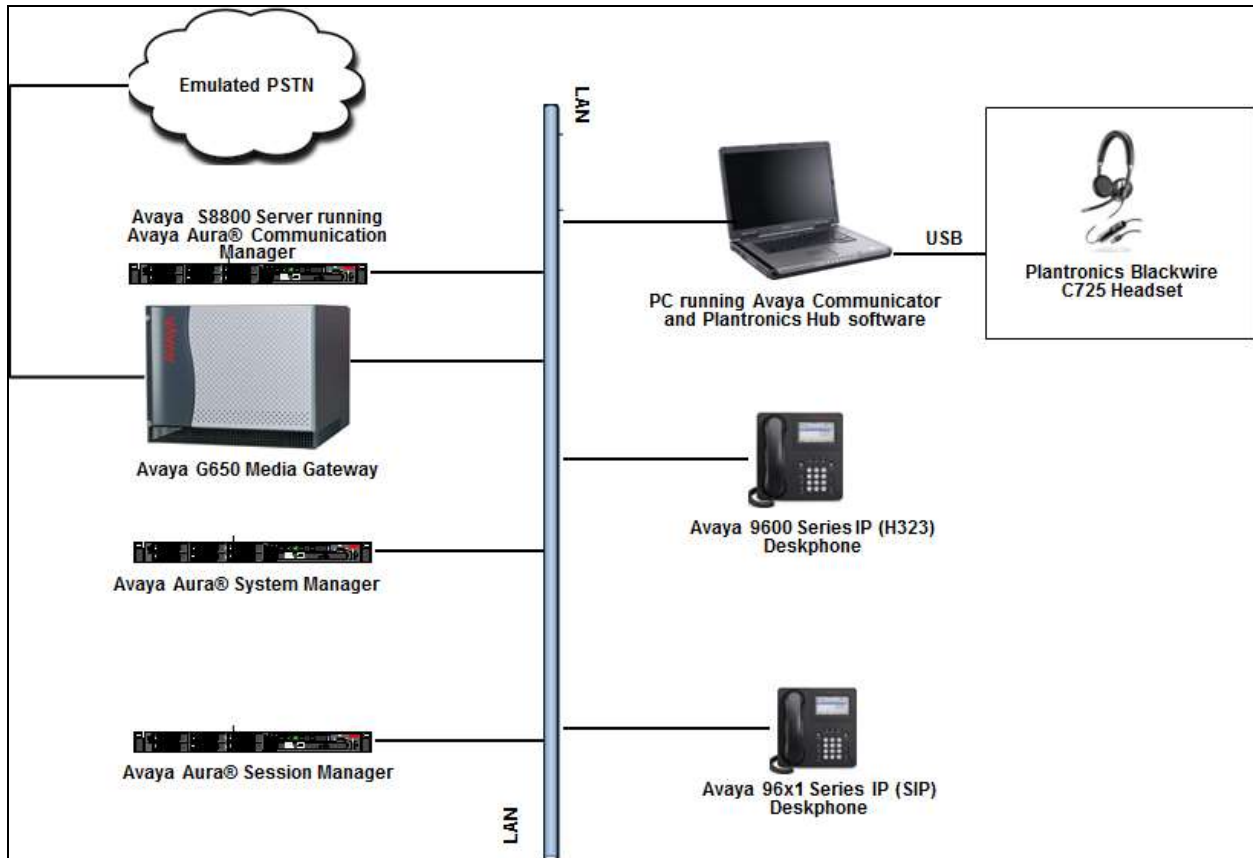 Emulated PSTN
LAN
Avaya S8800 Server running
Avaya Aura® Communication
Manager
USB
Plantronics Blackwire
C725 Headset
PC running Avaya Communicator
and Plantronics Hub software
AVAYA
Avaya G650 Media Gateway
Avaya 9600 Series IP (H323)
Deskphone
Avaya Aura® System Manager
Avaya Aura® Session Manager
Avaya 96x1 Series IP (SIP)
Deskphone
LAN